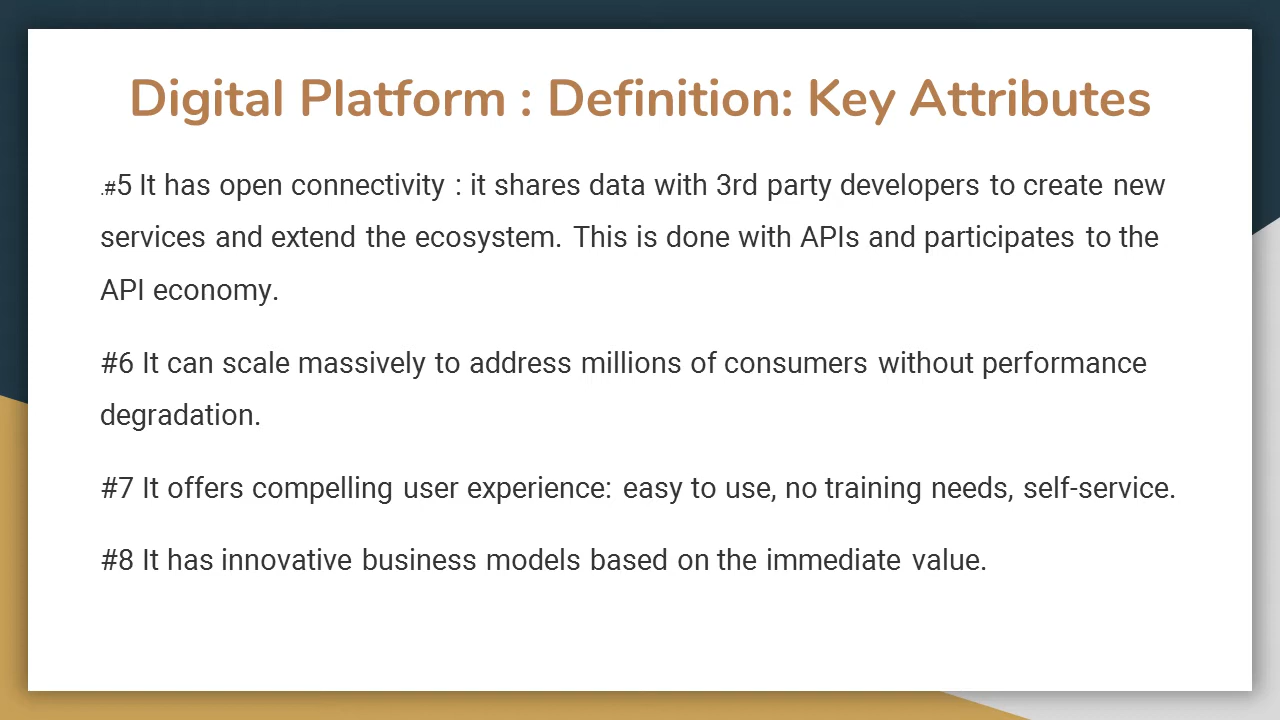 Digital Platform : Definition: Key Attributes
.#5 It has open connectivity : it shares data with 3rd party developers to create new
services and extend the ecosystem. This is done with APIs and participates to the
API economy.
#6 It can scale massively to address millions of consumers without performance
degradation.
#7 It offers compelling user experience: easy to use, no training needs, self-service.
#8 It has innovative business models based on the immediate value.